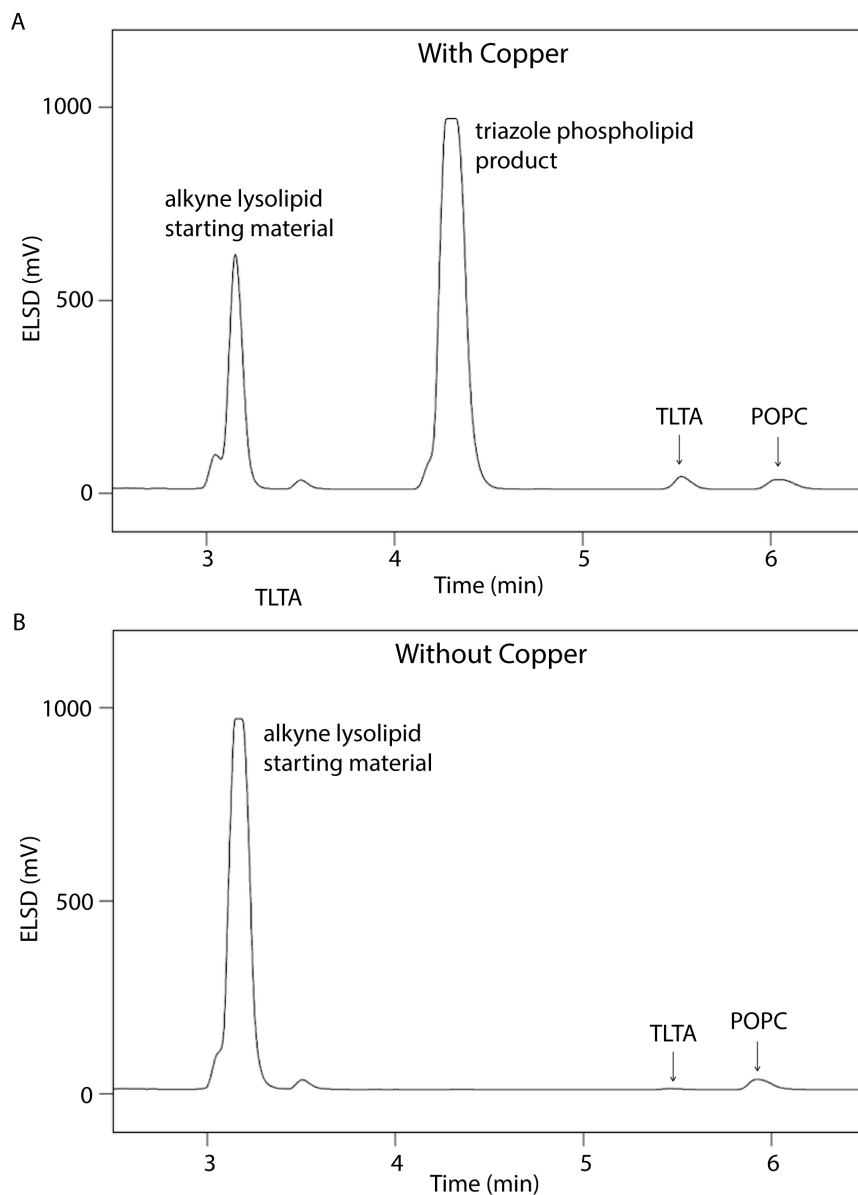 A
With Copper
1000
triazole phospholipid
product
alkyne lysolipid
starting material
ELSD (mV)
500
TLTA
POPC
0
3
4
5
6
Time (min)
TLTA
B
Without Copper
1000
alkyne lysolipid
starting material
ELSD (mV)
500
TLTA
POPC
0
3
4
5
6
Time (min)